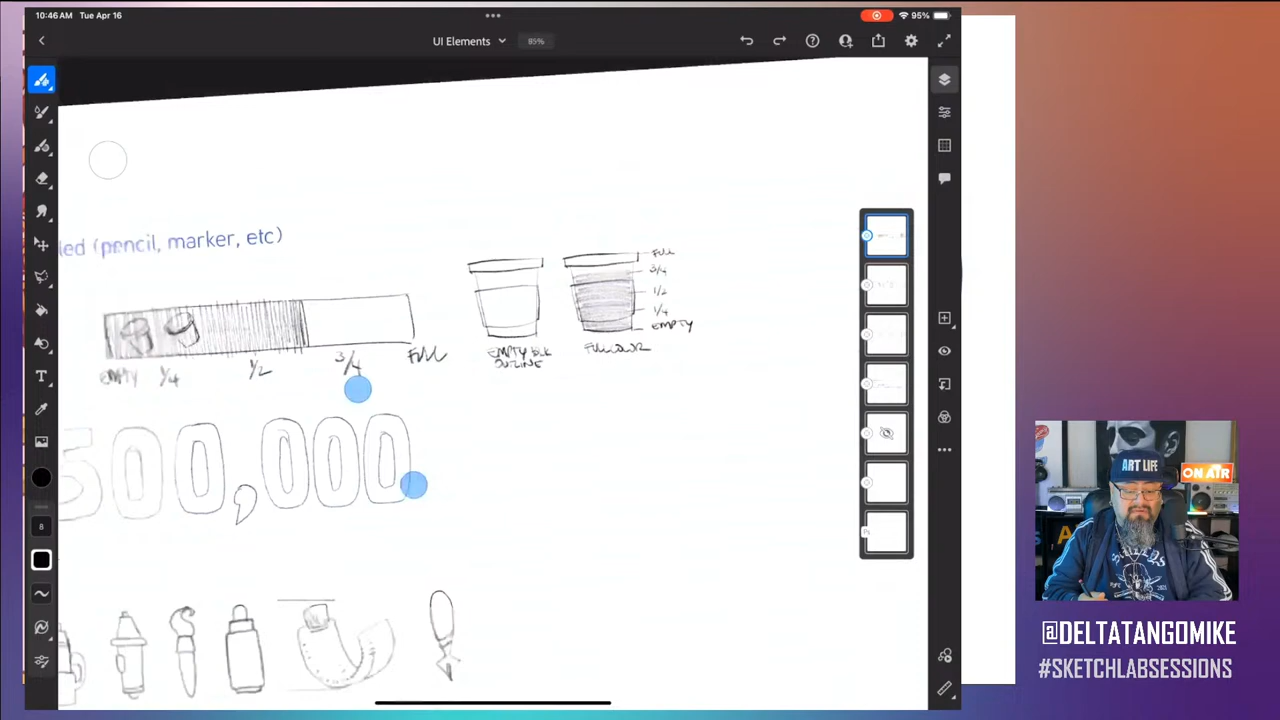 10:46 AM Tue Apr 16
95%
UI Elements
85%
led (pencil, marker, etc)
FULL
3/4
1/2
1/4
EMPTY
EMPTY 1/4 1/2 3/4 FULL
EMPTY BLK
OUTLINE
500,000
T
8
ART LIFE
ON AIR
@DELTATANGOMIKE
#SKETCHLABSESSIONS